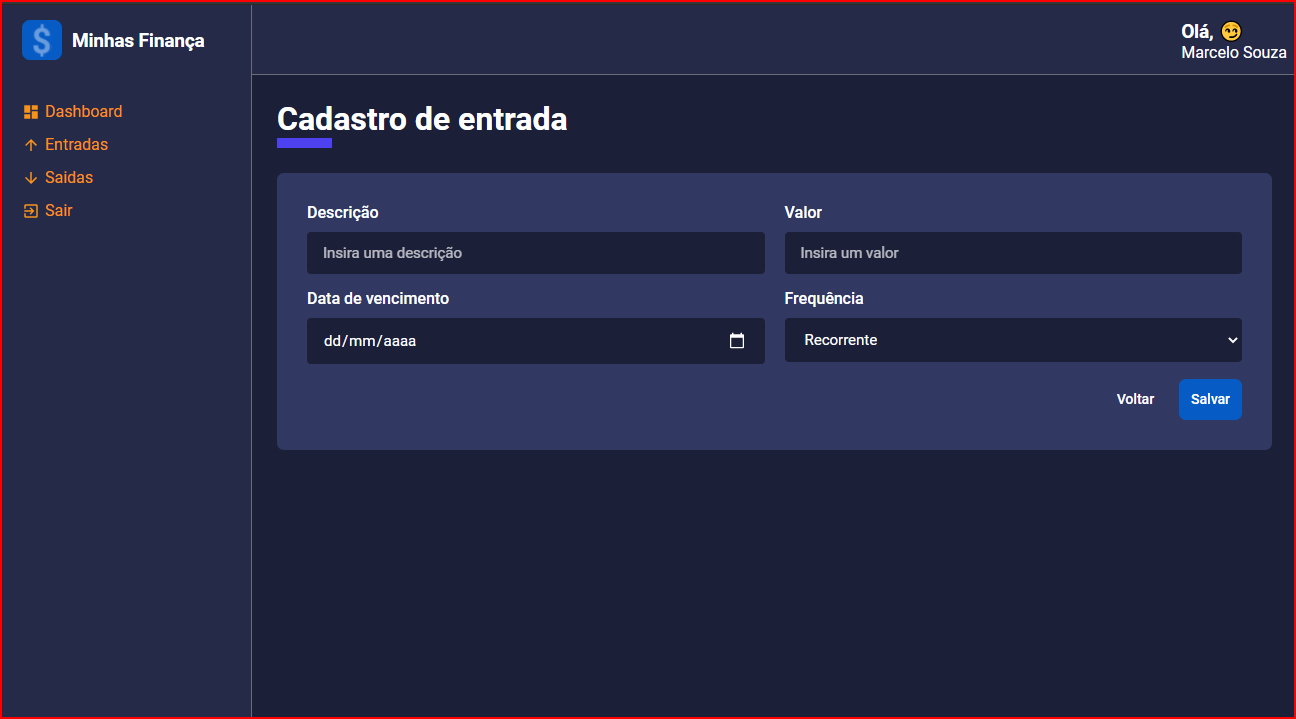 $ Minhas Finança
Olá, 😏
Marcelo Souza
Dashboard
Entradas
Saidas
Sair
Cadastro de entrada
Descrição
Valor
Insira uma descrição
Insira um valor
Data de vencimento
Frequência
dd/mm/aaaa
Recorrente
Voltar
Salvar